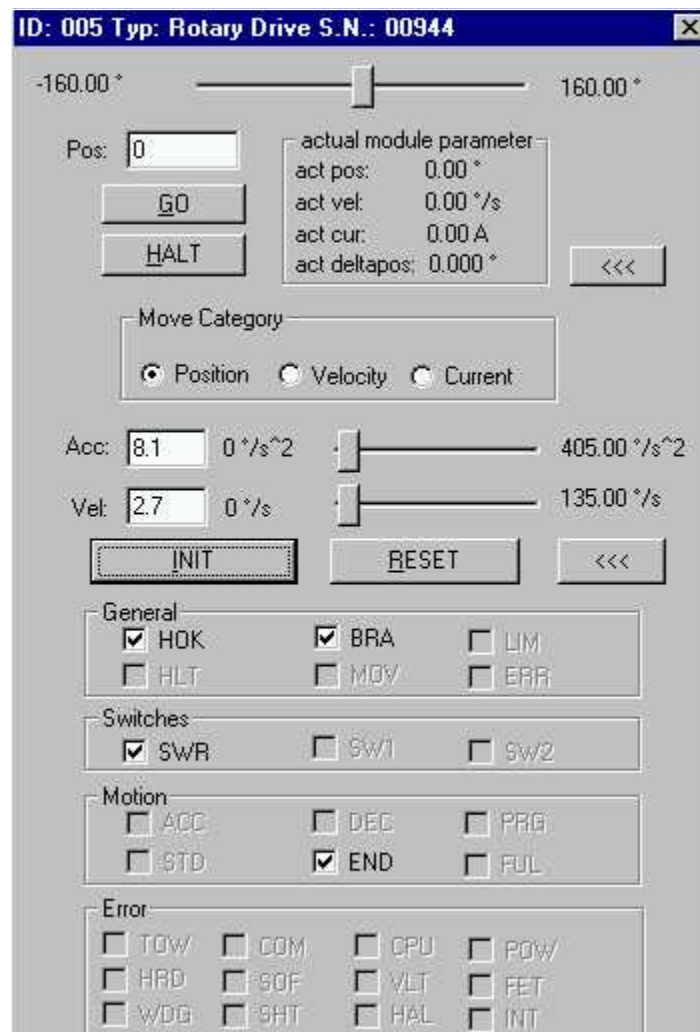 ID: 005 Typ: Rotary Drive S.N.: 00944
-160.00 ° 160.00 °
Pos: 0
actual module parameter
act pos: 0.00 °
act vel: 0.00 °/s
act cur: 0.00 A
act deltapos: 0.000 °
GO
HALT
<<<
Move Category
Position Velocity Current
Acc: 8.1 0 °/s^2 405.00 °/s^2
Vel: 2.7 0 °/s 135.00 °/s
INIT RESET <<<
General
HOK BRA LIM
HLT MOV ERR
Switches
SWR SW1 SW2
Motion
ACC DEC PRG
STD END FUL
Error
TOW COM CPU POW
HRD SOF VLT FET
WDG SHT HAL INT